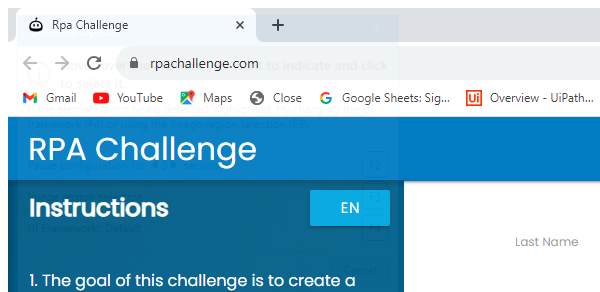 Rpa Challenge
rpachallenge.com
Gmail YouTube Maps Close Google Sheets: Sig... Overview - UiPath...
RPA Challenge
Instructions
EN
Last Name
1. The goal of this challenge is to create a